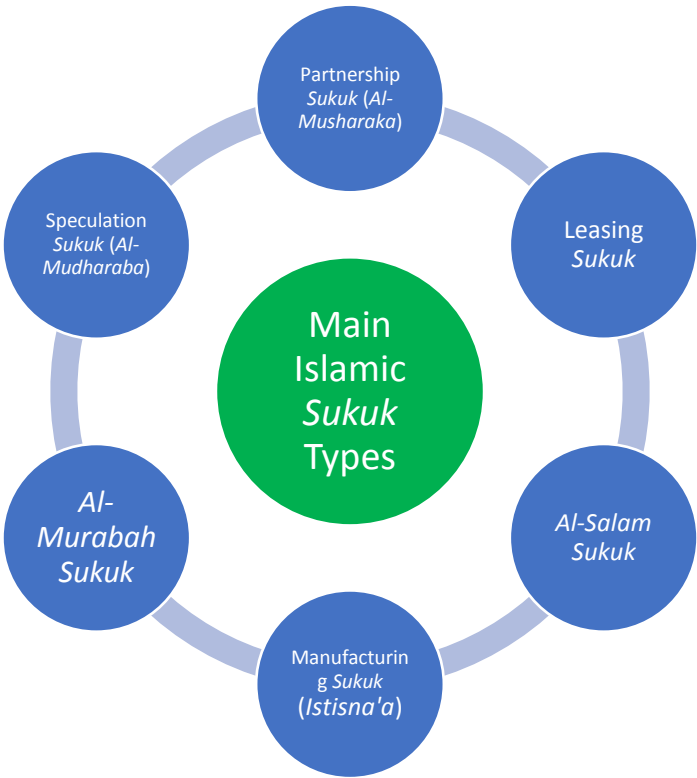 Partnership
Sukuk (Al-
Musharaka)
Leasing
Sukuk
Al-Salam
Sukuk
Manufacturin
g Sukuk
(Istisna'a)
Al-
Murabah
Sukuk
Speculation
Sukuk (Al-
Mudharaba)
Main
Islamic
Sukuk
Types